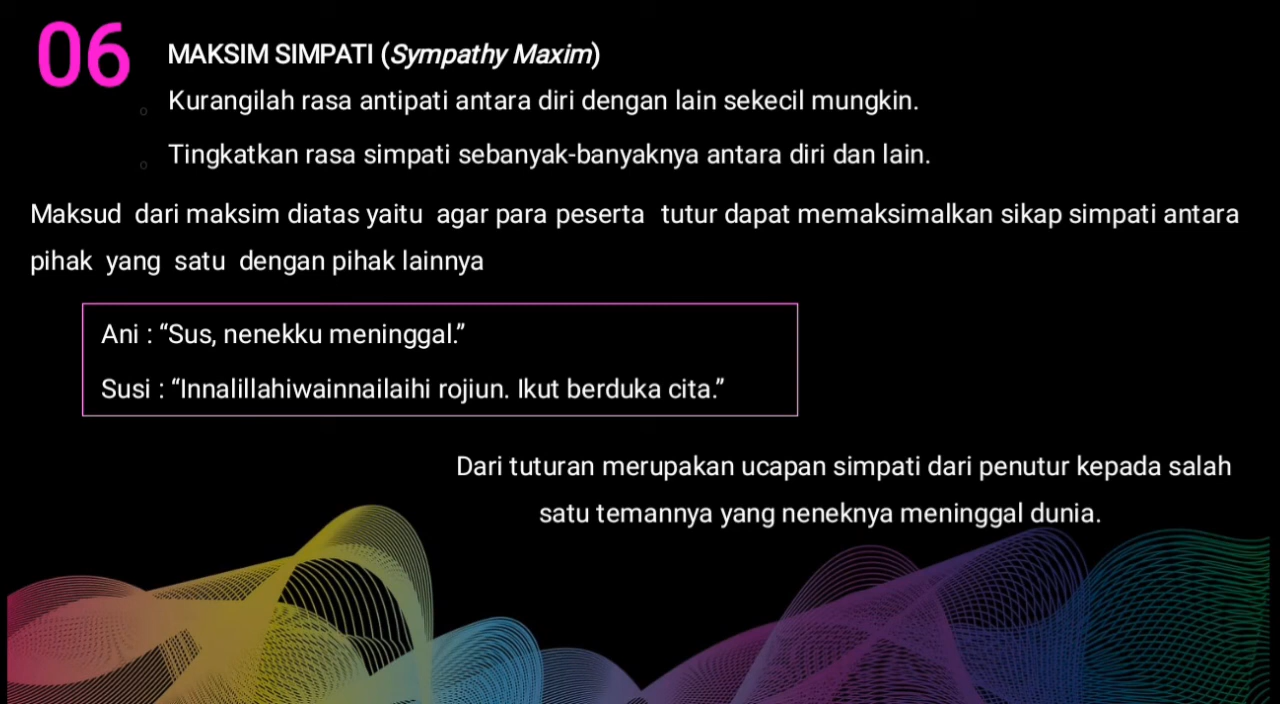 06
MAKSIM SIMPATI (Sympathy Maxim)
Kurangilah rasa antipati antara diri dengan lain sekecil mungkin.
Tingkatkan rasa simpati sebanyak-banyaknya antara diri dan lain.
Maksud dari maksim diatas yaitu agar para peserta tutur dapat memaksimalkan sikap simpati antara
pihak yang satu dengan pihak lainnya
Ani : “Sus, nenekku meninggal.”
Susi : “Innalillahiwainnailaihi rojiun. Ikut berduka cita.”
Dari tuturan merupakan ucapan simpati dari penutur kepada salah
satu temannya yang neneknya meninggal dunia.